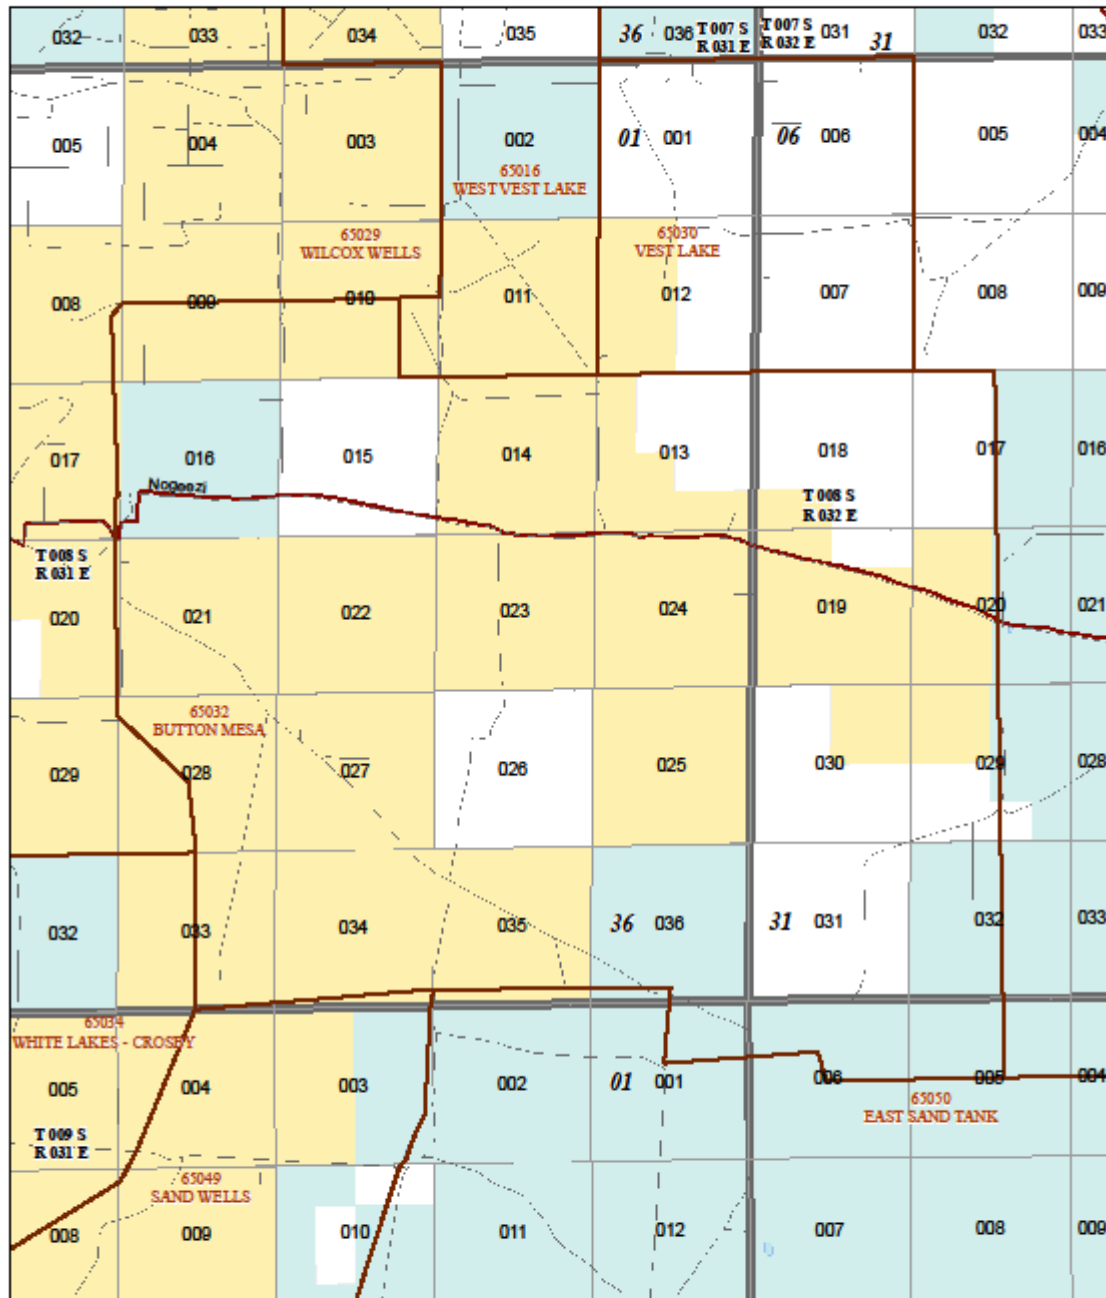 032 033 034 035 36 036 T 007 S T 007 S 031 31 032 033
R 031 E R 032 E
005 004 003 002 01 001 06 006 005 004
65016
WEST VEST LAKE
65029
WILCOX WELLS
65030
VEST LAKE
008 009 010 011 012 007 008 009
017 016 015 014 013 018 017 016
Nogoozi
T 008 S
R 032 E
T 008 S
R 031 E
020 021 022 023 024 019 020 021
65032
BUTTON MESA
029 028 027 026 025 030 029 028
032 033 034 035 36 036 31 031 032 033
65034
WHITE LAKES - CROSBY
005 004 003 002 01 001 006 005 004
65050
EAST SAND TANK
T 009 S
R 031 E
65049
SAND WELLS
008 009 010 011 012 007 008 009